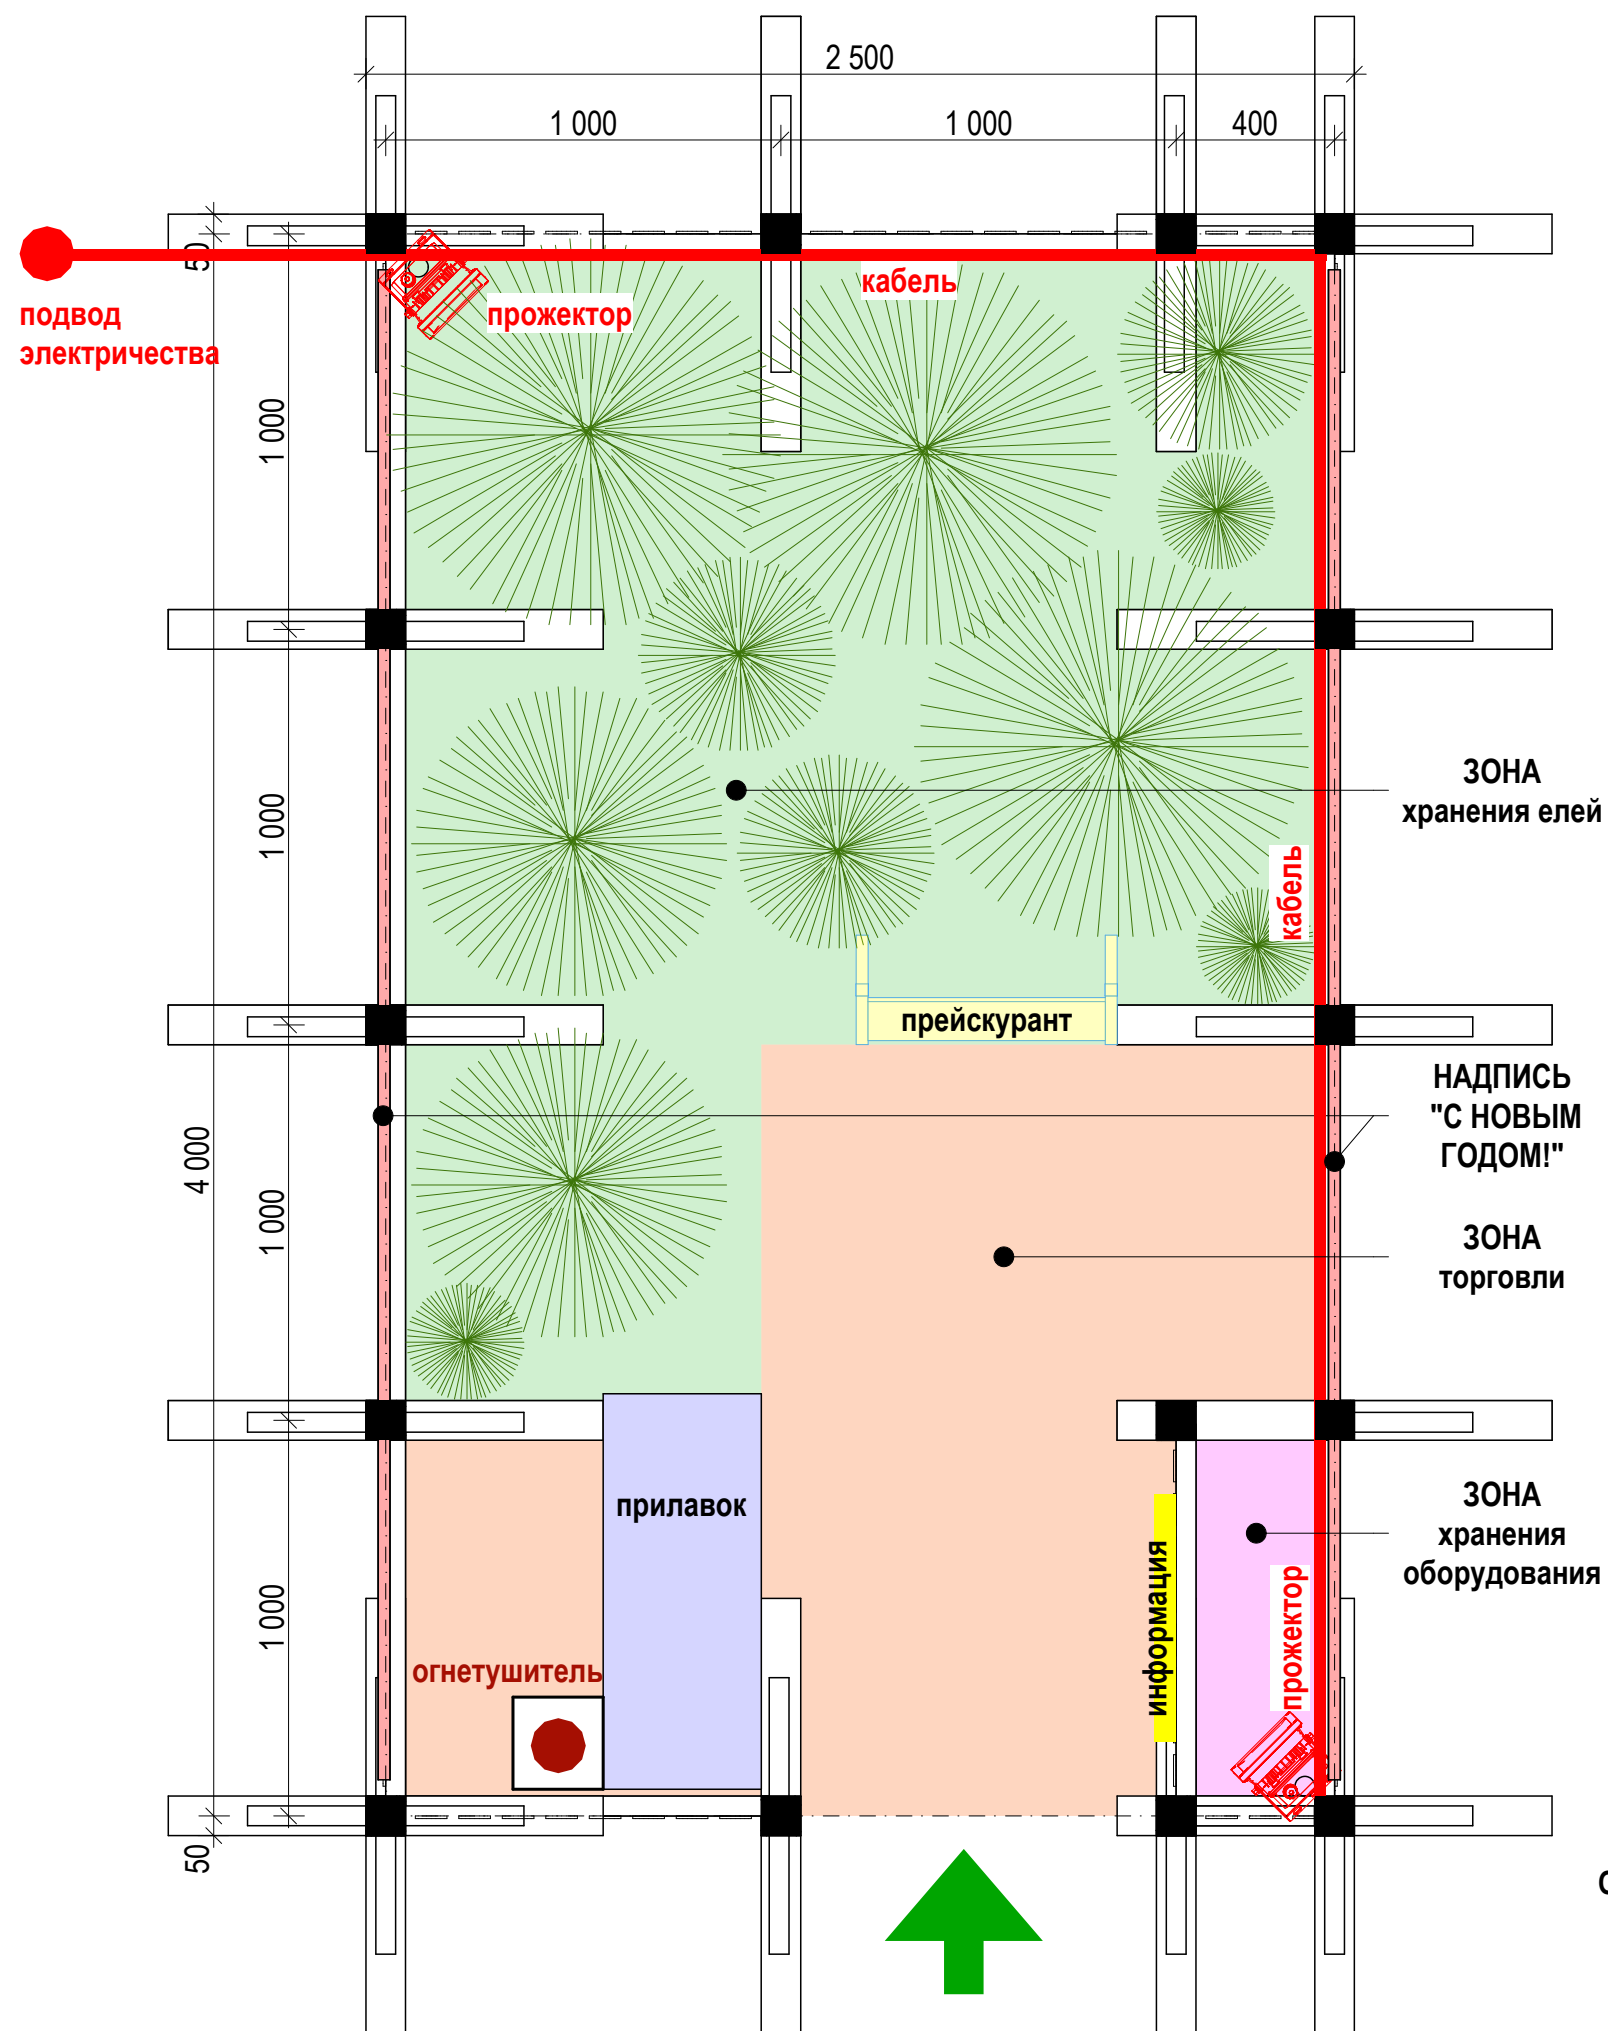 2 500
1 000
1 000
400
50
подвод
электричества
прожектор
кабель
1 000
1 000
ЗОНА
хранения елей
кабель
прейскурант
НАДПИСЬ
"С НОВЫМ
ГОДОМ!"
4 000
1 000
ЗОНА
торговли
прилавок
ЗОНА
хранения
оборудования
информация
прожектор
1 000
огнетушитель
50